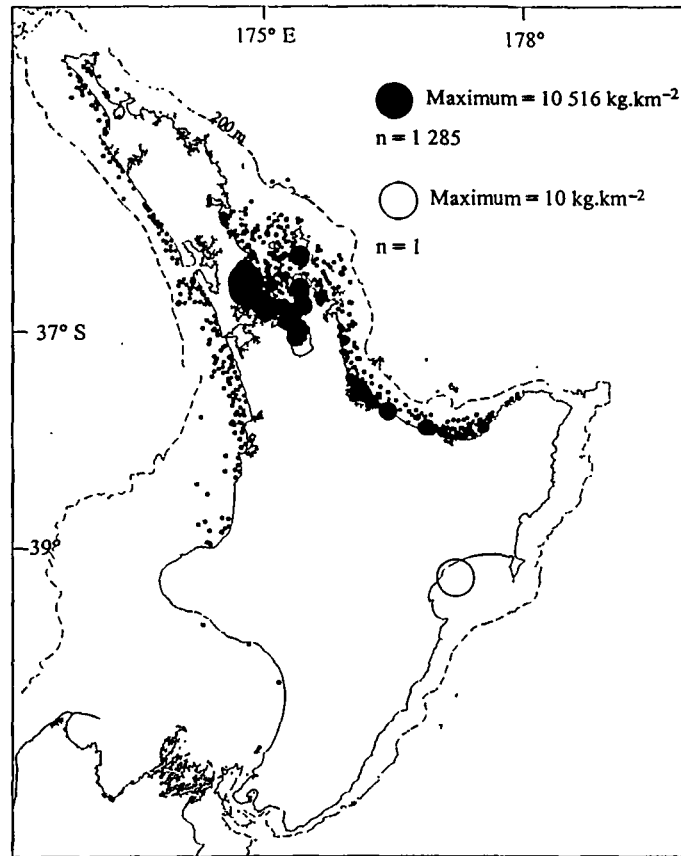 175° E
178°
200 m
Maximum = 10 516 kg.km⁻²
n = 1 285
Maximum = 10 kg.km⁻²
n = 1
37° S
39°